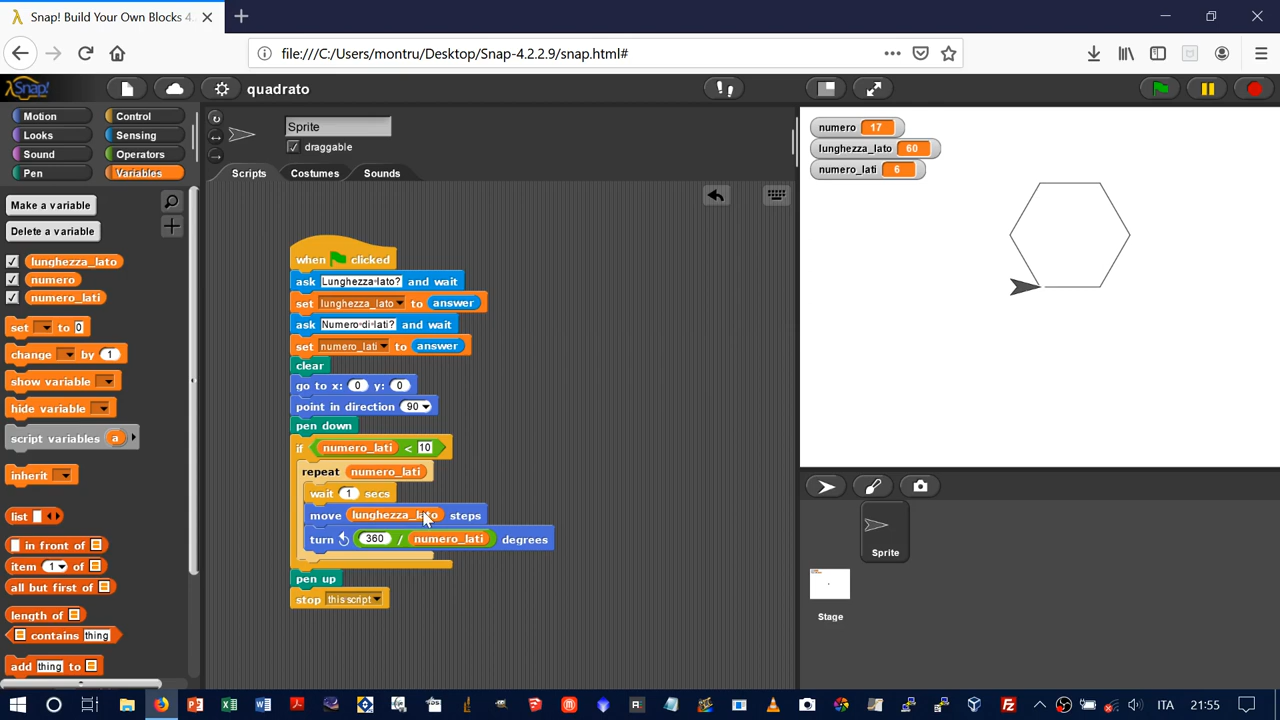 Snap! Build Your Own Blocks 4.
file:///C:/Users/montru/Desktop/Snap-4.2.2.9/snap.html#
Snap!
quadrato
Motion
Control
Looks
Sensing
Sound
Operators
Pen
Variables
Make a variable
Delete a variable
lunghezza_lato
numero
numero_lati
set to 0
change by 1
show variable
hide variable
script variables a
inherit
list
in front of
item 1 of
all but first of
length of
contains thing
add thing to
Sprite
draggable
Scripts
Costumes
Sounds
when clicked
ask Lunghezza lato? and wait
set lunghezza_lato to answer
ask Numero di lati? and wait
set numero_lati to answer
clear
go to x: 0 y: 0
point in direction 90
pen down
if numero_lati < 10
repeat numero_lati
wait 1 secs
move lunghezza_lato steps
turn 360 / numero_lati degrees
pen up
stop this script
numero 17
lunghezza_lato 60
numero_lati 6
Sprite
Stage
ITA
21:55